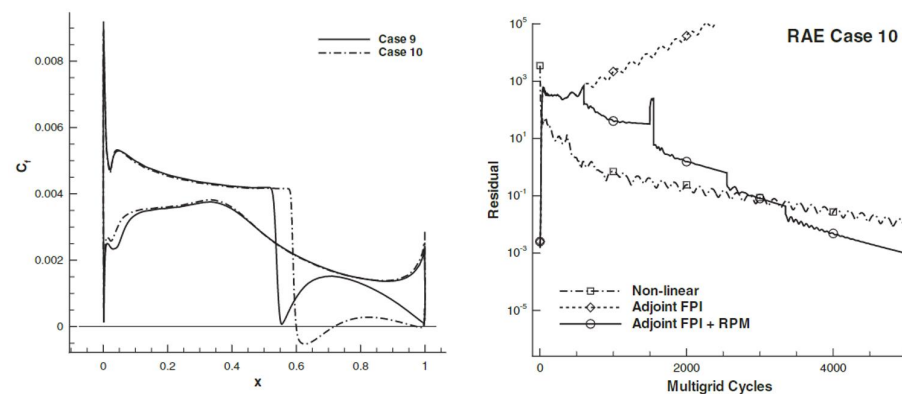 0.008
0.006
0.004
0.002
0
C_f
Case 9
Case 10
0 0.2 0.4 0.6 0.8 1
x
10^5
10^3
10^1
10^-1
10^-3
10^-5
Residual
RAE Case 10
Non-linear
Adjoint FPI
Adjoint FPI + RPM
0 2000 4000
Multigrid Cycles